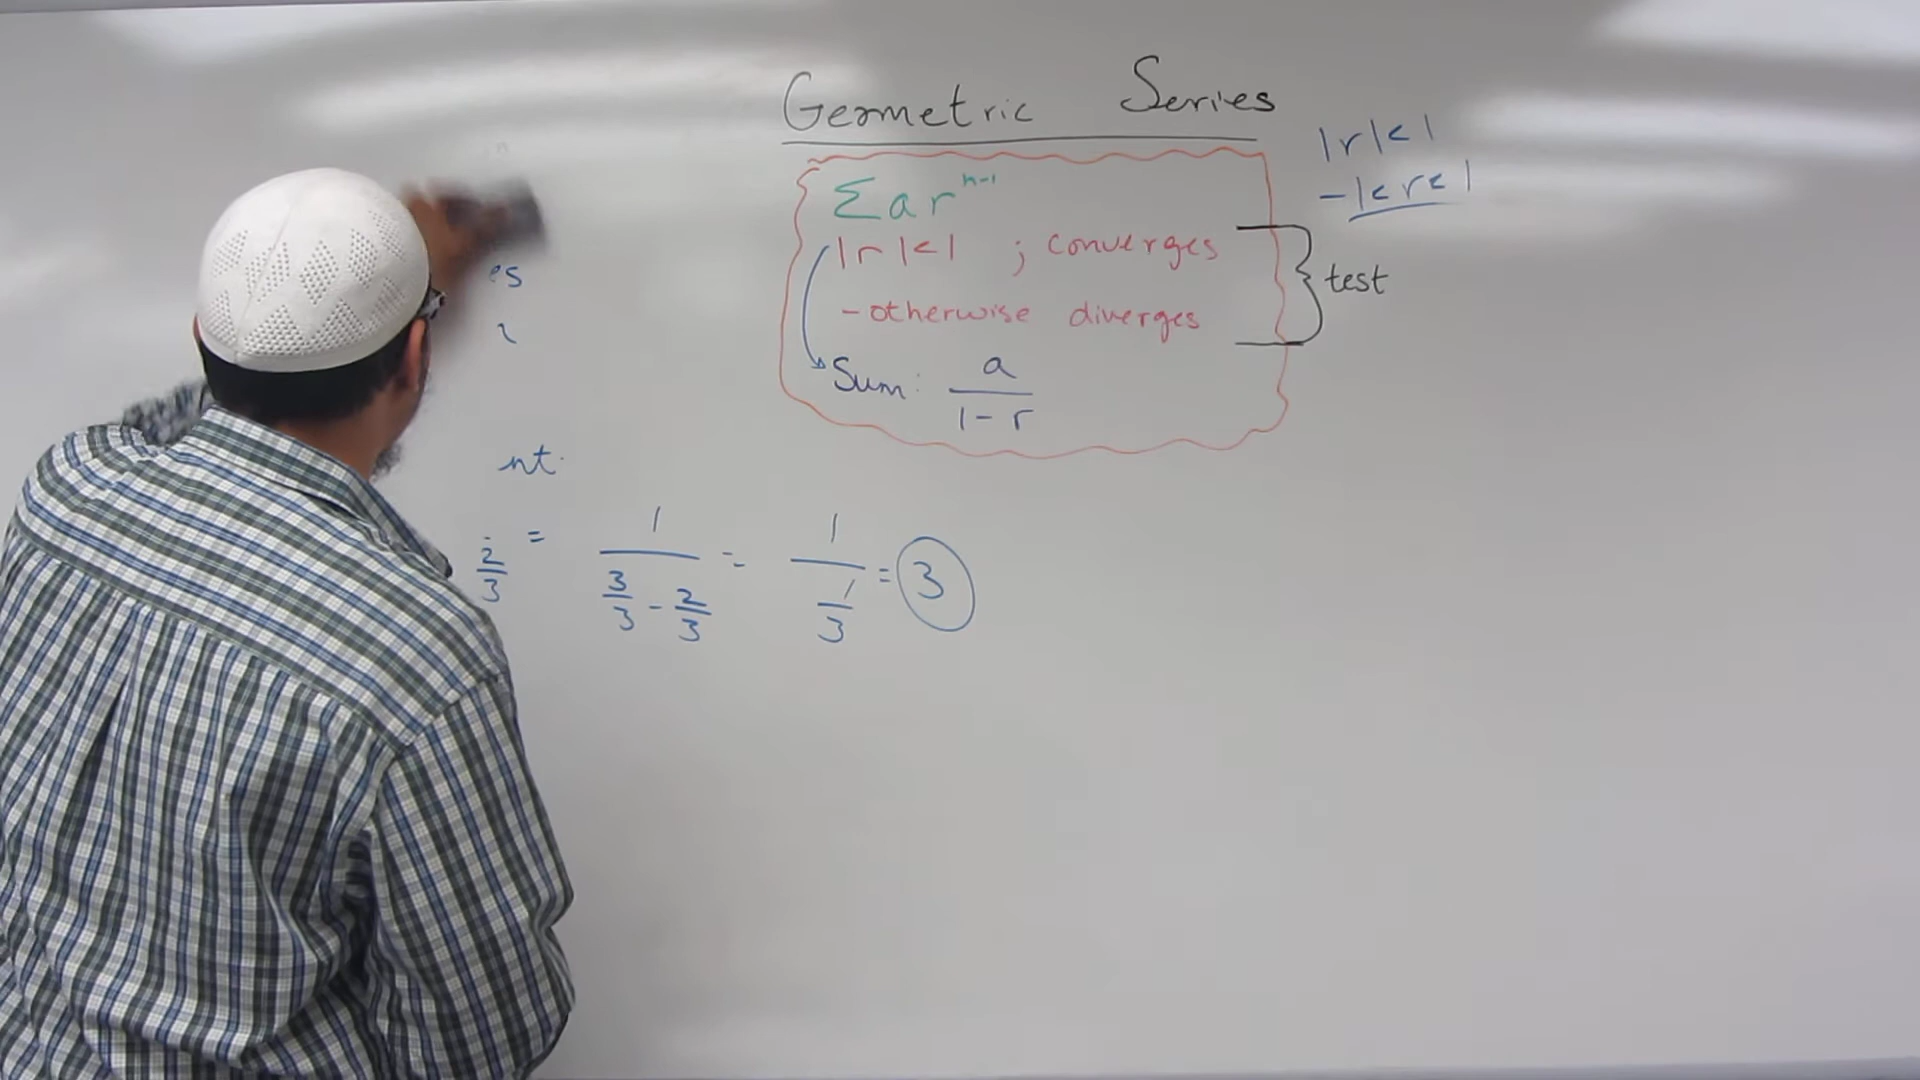 Geometric Series
|r|<1
-1<r<1
Σar^(n-1)
|r|<1 ; converges
- otherwise diverges
test
Sum: a/(1-r)
es
nt.
2/3 = 1/(3/3 - 2/3) = 1/(1/3) = 3